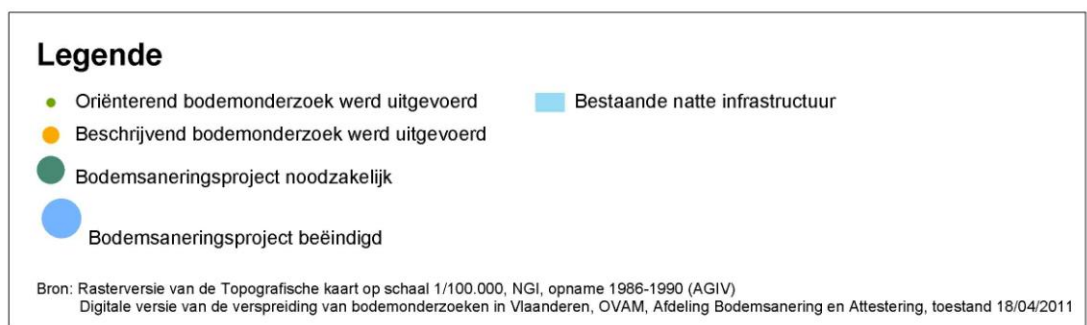 Legende
Oriënterend bodemonderzoek werd uitgevoerd
Bestaande natte infrastructuur
Beschrijvend bodemonderzoek werd uitgevoerd
Bodemsaneringsproject noodzakelijk
Bodemsaneringsproject beëindigd
Bron: Rasterversie van de Topografische kaart op schaal 1/100.000, NGI, opname 1986-1990 (AGIV)
Digitale versie van de verspreiding van bodemonderzoeken in Vlaanderen, OVAM, Afdeling Bodemsanering en Attestering, toestand 18/04/2011